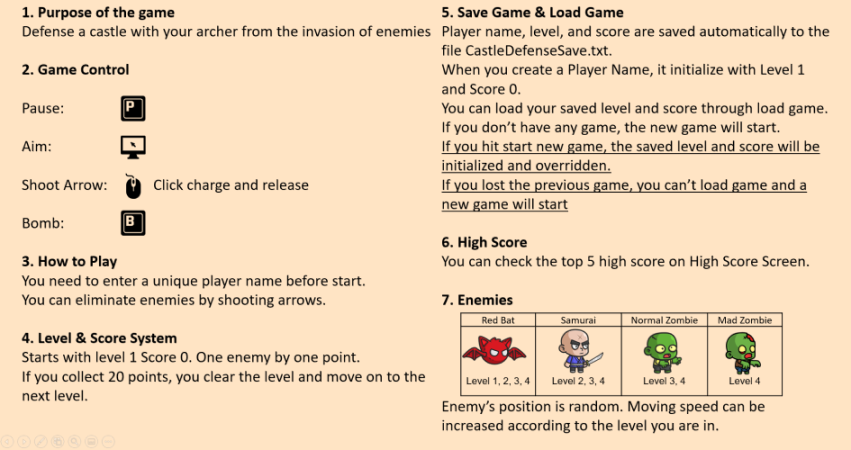 1. Purpose of the game
Defense a castle with your archer from the invasion of enemies
2. Game Control
Pause: P
Aim:
Shoot Arrow: Click charge and release
Bomb: B
3. How to Play
You need to enter a unique player name before start.
You can eliminate enemies by shooting arrows.
4. Level & Score System
Starts with level 1 Score 0. One enemy by one point.
If you collect 20 points, you clear the level and move on to the
next level.
5. Save Game & Load Game
Player name, level, and score are saved automatically to the
file CastleDefenseSave.txt.
When you create a Player Name, it initialize with Level 1
and Score 0.
You can load your saved level and score through load game.
If you don’t have any game, the new game will start.
If you hit start new game, the saved level and score will be
initialized and overridden.
If you lost the previous game, you can’t load game and a
new game will start
6. High Score
You can check the top 5 high score on High Score Screen.
7. Enemies
Red Bat Samurai Normal Zombie Mad Zombie
Level 1, 2, 3, 4 Level 2, 3, 4 Level 3, 4 Level 4
Enemy’s position is random. Moving speed can be
increased according to the level you are in.